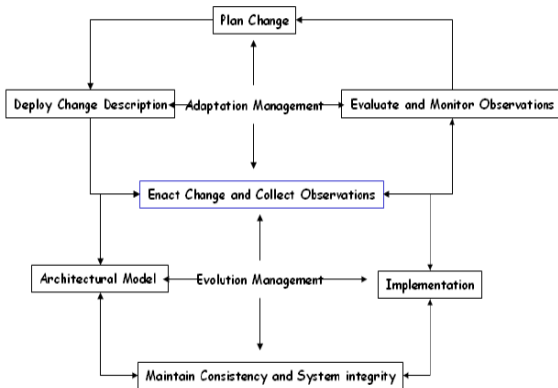 Plan Change
Deploy Change Description
Adaptation Management
Evaluate and Monitor Observations
Enact Change and Collect Observations
Architectural Model
Evolution Management
Implementation
Maintain Consistency and System integrity